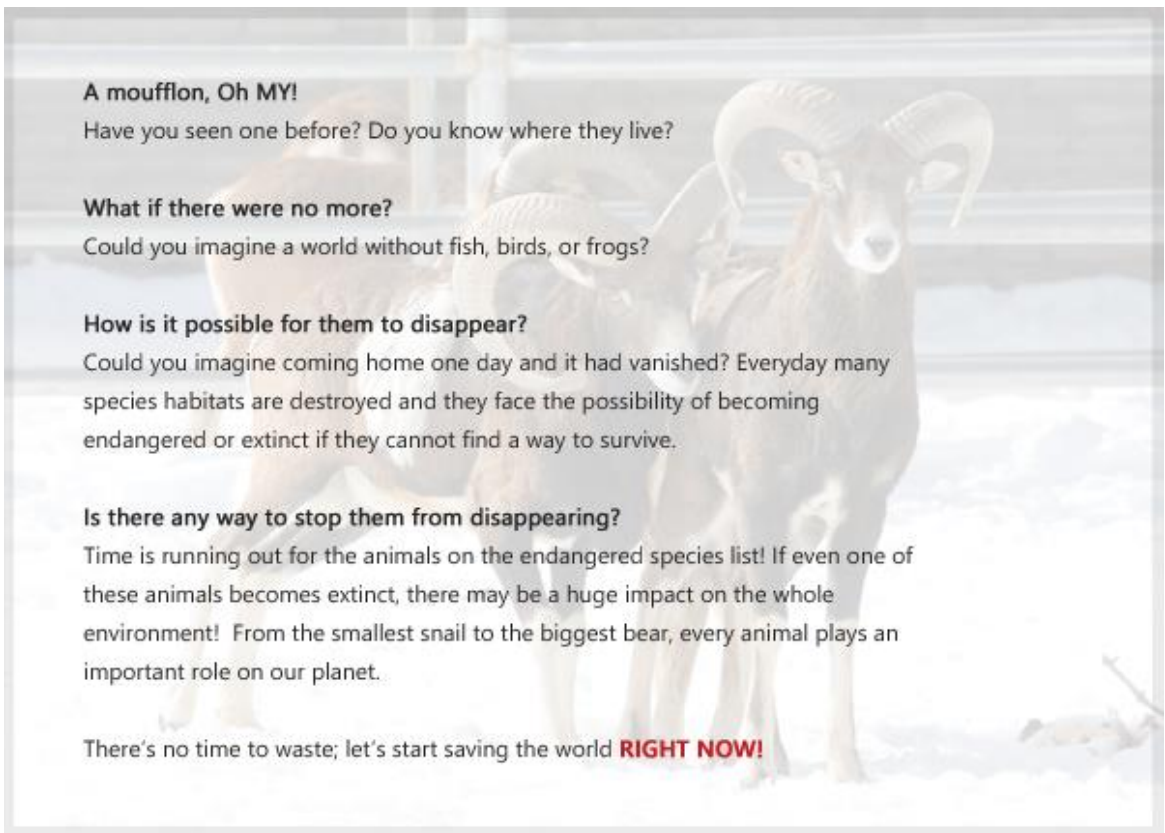 A moufflon, Oh MY!
Have you seen one before? Do you know where they live?
What if there were no more?
Could you imagine a world without fish, birds, or frogs?
How is it possible for them to disappear?
Could you imagine coming home one day and it had vanished? Everyday many
species habitats are destroyed and they face the possibility of becoming
endangered or extinct if they cannot find a way to survive.
Is there any way to stop them from disappearing?
Time is running out for the animals on the endangered species list! If even one of
these animals becomes extinct, there may be a huge impact on the whole
environment!  From the smallest snail to the biggest bear, every animal plays an
important role on our planet.
There's no time to waste; let's start saving the world RIGHT NOW!